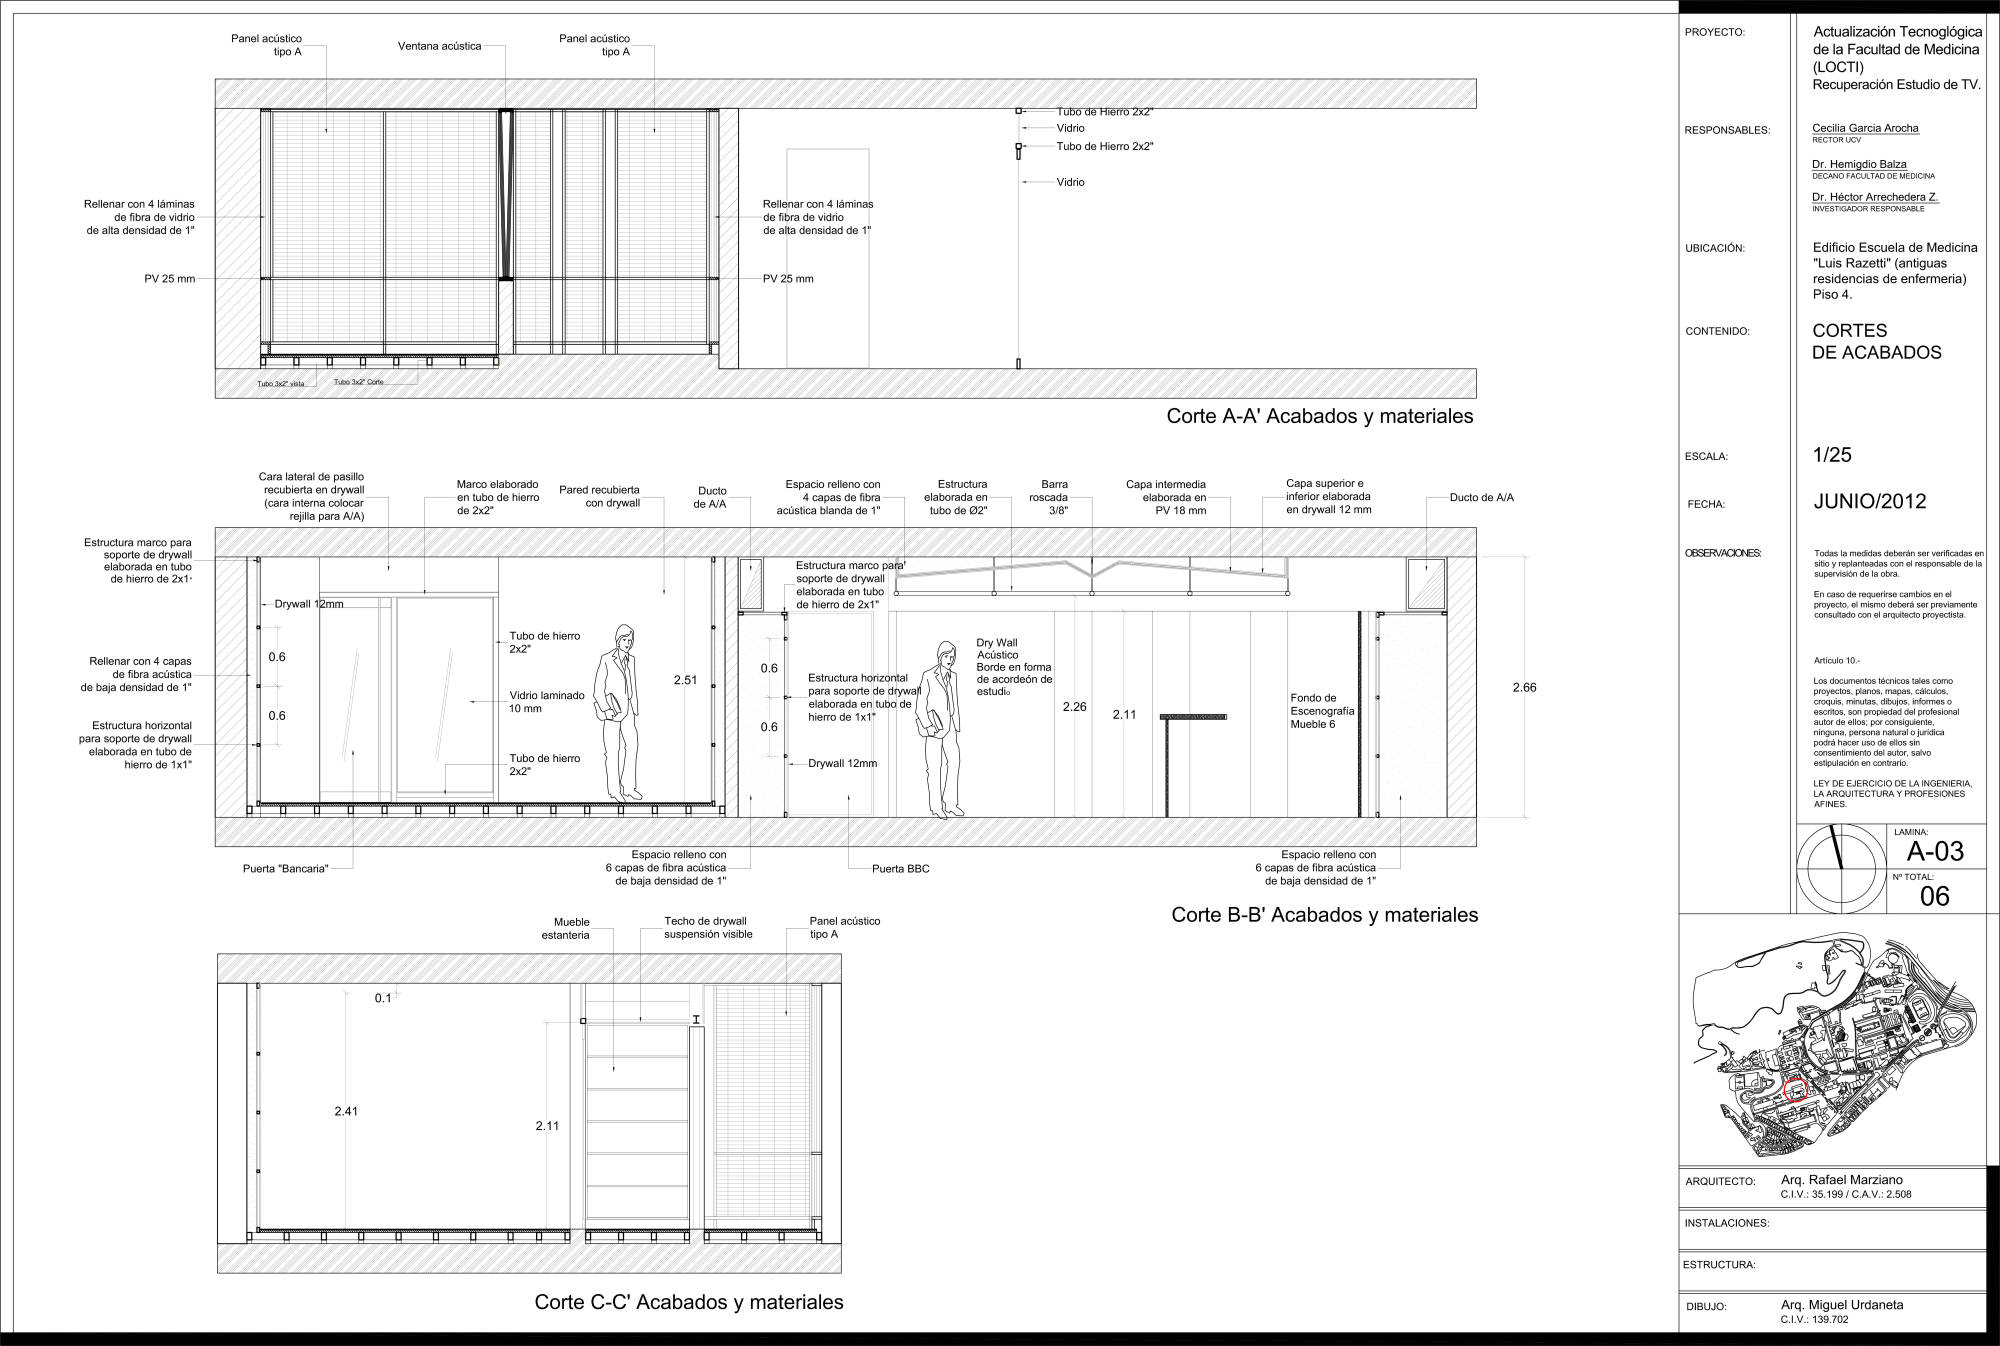 Panel acústico
tipo A
Ventana acústica
Panel acústico
tipo A
Tubo de Hierro 2x2"
Vidrio
Tubo de Hierro 2x2"
Vidrio
Rellenar con 4 láminas
de fibra de vidrio
de alta densidad de 1"
Rellenar con 4 láminas
de fibra de vidrio
de alta densidad de 1"
PV 25 mm
PV 25 mm
Tubo 3x2" vista
Tubo 3x2" Corte
Corte A-A' Acabados y materiales
Cara lateral de pasillo
recubierta en drywall
(cara interna colocar
rejilla para A/A)
Marco elaborado
en tubo de hierro
de 2x2"
Pared recubierta
con drywall
Ducto
de A/A
Espacio relleno con
4 capas de fibra
acústica blanda de 1"
Estructura
elaborada en
tubo de Ø2"
Barra
roscada
3/8"
Capa intermedia
elaborada en
PV 18 mm
Capa superior e
inferior elaborada
en drywall 12 mm
Ducto de A/A
Estructura marco para
soporte de drywall
elaborada en tubo
de hierro de 2x1"
Drywall 12mm
Rellenar con 4 capas
de fibra acústica
de baja densidad de 1"
Estructura horizontal
para soporte de drywall
elaborada en tubo de
hierro de 1x1"
0.6
0.6
Tubo de hierro
2x2"
Vidrio laminado
10 mm
Tubo de hierro
2x2"
2.51
Estructura marco para
soporte de drywall
elaborada en tubo
de hierro de 2x1"
0.6
0.6
Estructura horizontal
para soporte de drywall
elaborada en tubo de
hierro de 1x1"
Drywall 12mm
Dry Wall
Acústico
Borde en forma
de acordeón de
estudio
2.26
2.11
Fondo de
Escenografía
Mueble 6
2.66
Puerta "Bancaria"
Espacio relleno con
6 capas de fibra acústica
de baja densidad de 1"
Puerta BBC
Espacio relleno con
6 capas de fibra acústica
de baja densidad de 1"
Corte B-B' Acabados y materiales
Mueble
estanteria
Techo de drywall
suspensión visible
Panel acústico
tipo A
0.1
2.41
2.11
Corte C-C' Acabados y materiales
PROYECTO:
Actualización Tecnoglógica
de la Facultad de Medicina
(LOCTI)
Recuperación Estudio de TV.
RESPONSABLES:
Cecilia Garcia Arocha
RECTOR UCV
Dr. Hemigdio Balza
DECANO FACULTAD DE MEDICINA
Dr. Héctor Arrechedera Z.
INVESTIGADOR RESPONSABLE
UBICACIÓN:
Edificio Escuela de Medicina
"Luis Razetti" (antiguas
residencias de enfermeria)
Piso 4.
CONTENIDO:
CORTES
DE ACABADOS
ESCALA:
1/25
FECHA:
JUNIO/2012
OBSERVACIONES:
Todas la medidas deberán ser verificadas en
sitio y replanteadas con el responsable de la
supervisión de la obra.
En caso de requerirse cambios en el
proyecto, el mismo deberá ser previamente
consultado con el arquitecto proyectista.
Artículo 10.-
Los documentos técnicos tales como
proyectos, planos, mapas, cálculos,
croquis, minutas, dibujos, informes o
escritos, son propiedad del profesional
autor de ellos; por consiguiente,
ninguna, persona natural o jurídica
podrá hacer uso de ellos sin
consentimiento del autor, salvo
estipulación en contrario.
LEY DE EJERCICIO DE LA INGENIERIA,
LA ARQUITECTURA Y PROFESIONES
AFINES.
LAMINA:
A-03
Nº TOTAL:
06
ARQUITECTO:
Arq. Rafael Marziano
C.I.V.: 35.199 / C.A.V.: 2.508
INSTALACIONES:
ESTRUCTURA:
DIBUJO:
Arq. Miguel Urdaneta
C.I.V.: 139.702